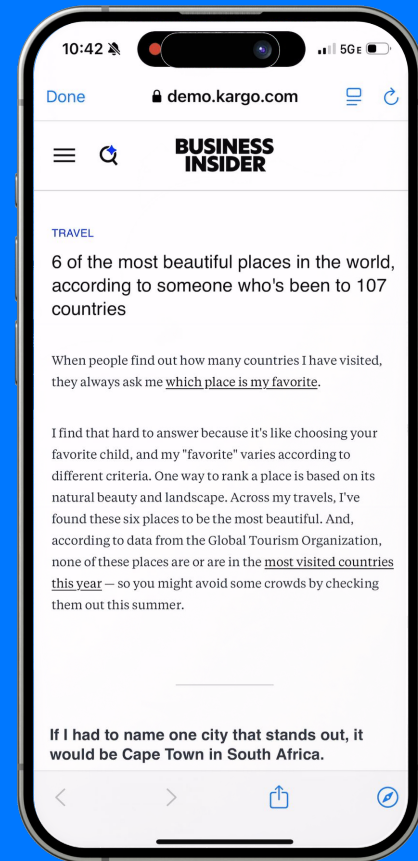 10:42
5GE
Done
demo.kargo.com
BUSINESS
INSIDER
TRAVEL
6 of the most beautiful places in the world,
according to someone who's been to 107
countries
When people find out how many countries I have visited,
they always ask me which place is my favorite.
I find that hard to answer because it's like choosing your
favorite child, and my "favorite" varies according to
different criteria. One way to rank a place is based on its
natural beauty and landscape. Across my travels, I've
found these six places to be the most beautiful. And,
according to data from the Global Tourism Organization,
none of these places are or are in the most visited countries
this year — so you might avoid some crowds by checking
them out this summer.
If I had to name one city that stands out, it
would be Cape Town in South Africa.